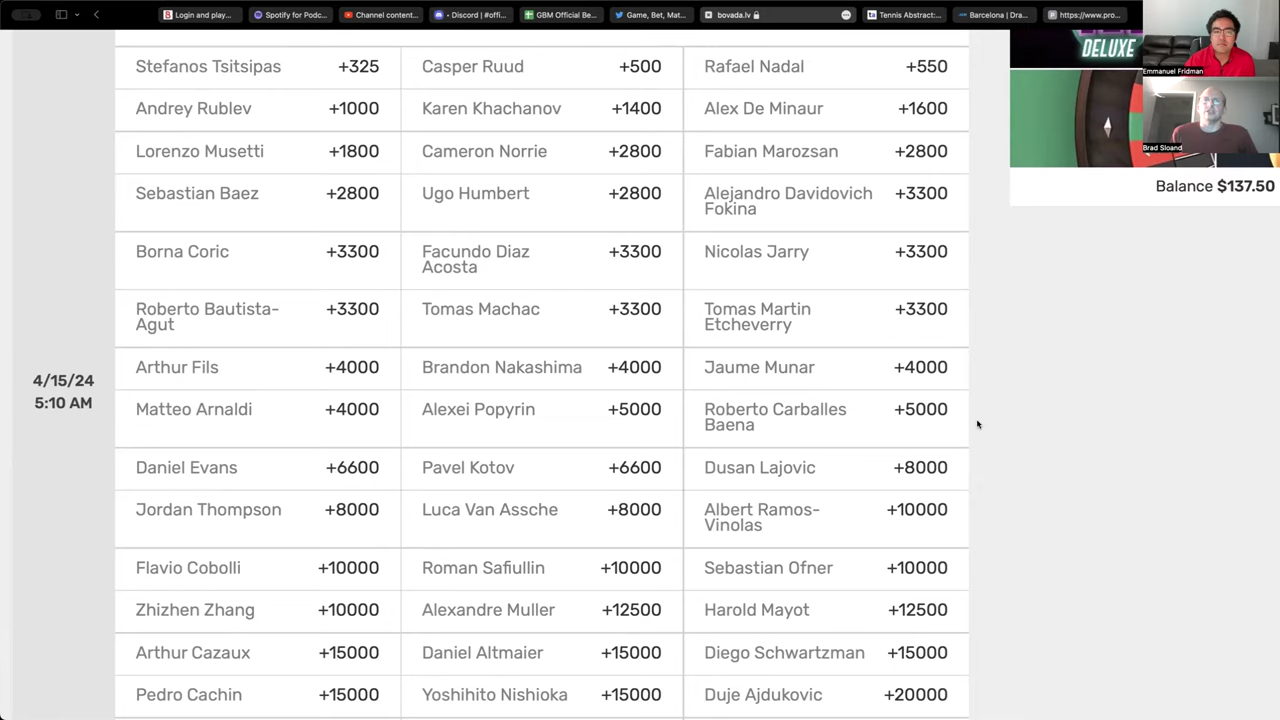 Login and play...
Spotify for Podc...
Channel content...
• Discord | #offi...
GBM Official Be...
Game, Bet, Mat...
bovada.lv
Tennis Abstract:...
Barcelona | Dra...
https://www.pro...
DELUXE
Emmanuel Fridman
Brad Sloand
Balance $137.50
4/15/24
5:10 AM
Stefanos Tsitsipas +325 Casper Ruud +500 Rafael Nadal +550
Andrey Rublev +1000 Karen Khachanov +1400 Alex De Minaur +1600
Lorenzo Musetti +1800 Cameron Norrie +2800 Fabian Marozsan +2800
Sebastian Baez +2800 Ugo Humbert +2800 Alejandro Davidovich +3300
Fokina
Borna Coric +3300 Facundo Diaz +3300 Nicolas Jarry +3300
Acosta
Roberto Bautista- +3300 Tomas Machac +3300 Tomas Martin +3300
Agut Etcheverry
Arthur Fils +4000 Brandon Nakashima +4000 Jaume Munar +4000
Matteo Arnaldi +4000 Alexei Popyrin +5000 Roberto Carballes +5000
Baena
Daniel Evans +6600 Pavel Kotov +6600 Dusan Lajovic +8000
Jordan Thompson +8000 Luca Van Assche +8000 Albert Ramos- +10000
Vinolas
Flavio Cobolli +10000 Roman Safiullin +10000 Sebastian Ofner +10000
Zhizhen Zhang +10000 Alexandre Muller +12500 Harold Mayot +12500
Arthur Cazaux +15000 Daniel Altmaier +15000 Diego Schwartzman +15000
Pedro Cachin +15000 Yoshihito Nishioka +15000 Duje Ajdukovic +20000